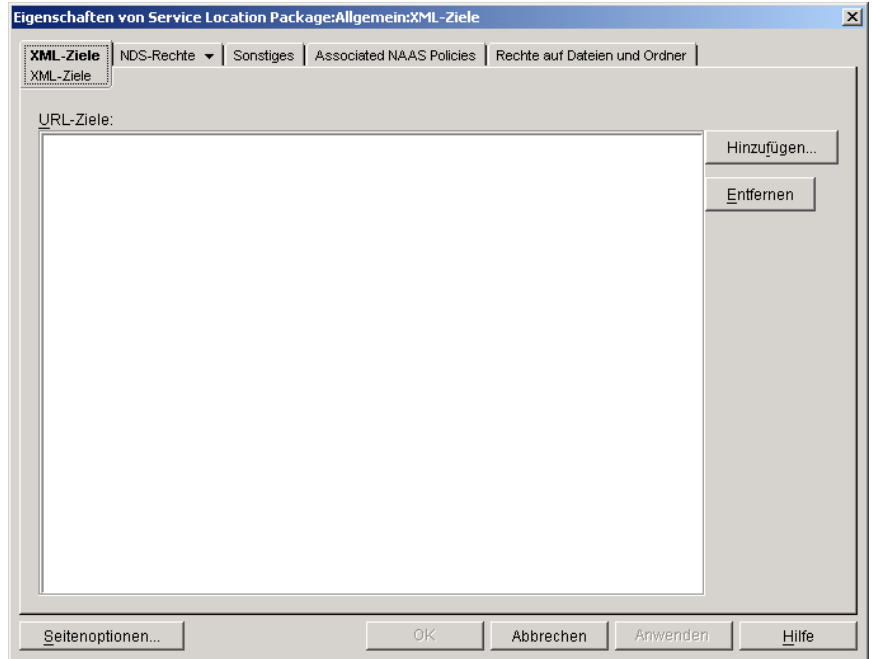 Eigenschaften von Service Location Package:Allgemein:XML-Ziele
XML-Ziele NDS-Rechte Sonstiges Associated NAAS Policies Rechte auf Dateien und Ordner
XML-Ziele
URL-Ziele:
Hinzufügen...
Entfernen
Seitenoptionen... OK Abbrechen Anwenden Hilfe